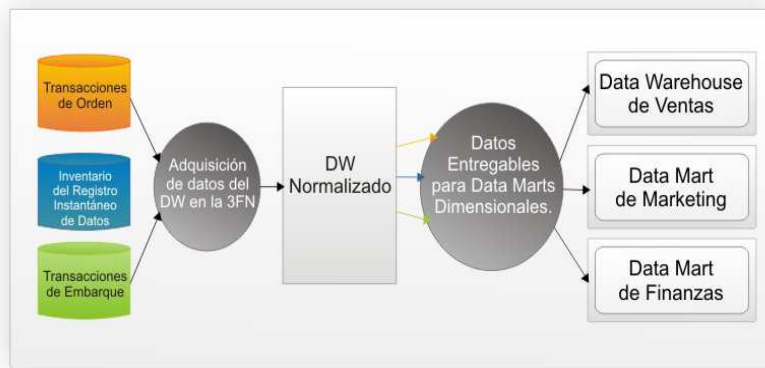 Transacciones
de Orden
Inventario
del Registro
Instantáneo
de Datos
Transacciones
de Embarque
Adquisición
de datos del
DW en la 3FN
DW
Normalizado
Datos
Entregables
para Data Marts
Dimensionales.
Data Warehouse
de Ventas
Data Mart
de Marketing
Data Mart
de Finanzas